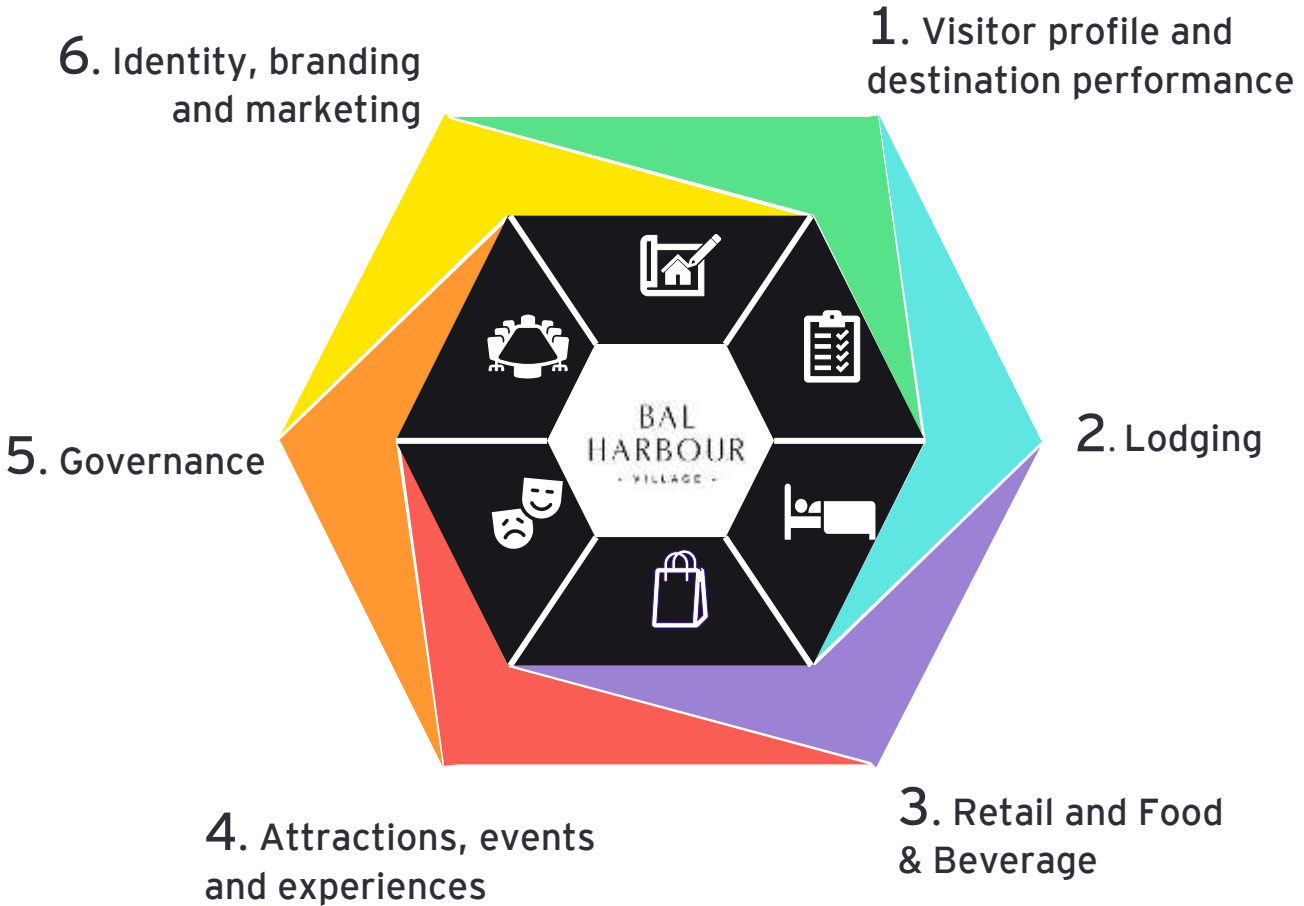 1. Visitor profile and
destination performance
2. Lodging
3. Retail and Food
& Beverage
4. Attractions, events
and experiences
5. Governance
6. Identity, branding
and marketing
BAL
HARBOUR
- VILLAGE -